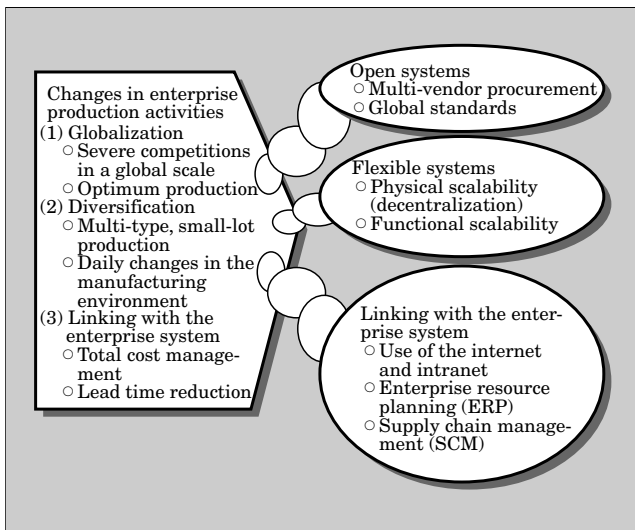 Changes in enterprise
production activities
(1) Globalization
○ Severe competitions
in a global scale
○ Optimum production
(2) Diversification
○ Multi-type, small-lot
production
○ Daily changes in the
manufacturing
environment
(3) Linking with the
enterprise system
○ Total cost manage-
ment
○ Lead time reduction
Open systems
○ Multi-vendor procurement
○ Global standards
Flexible systems
○ Physical scalability
(decentralization)
○ Functional scalability
Linking with the enter-
prise system
○ Use of the internet
and intranet
○ Enterprise resource
planning (ERP)
○ Supply chain manage-
ment (SCM)